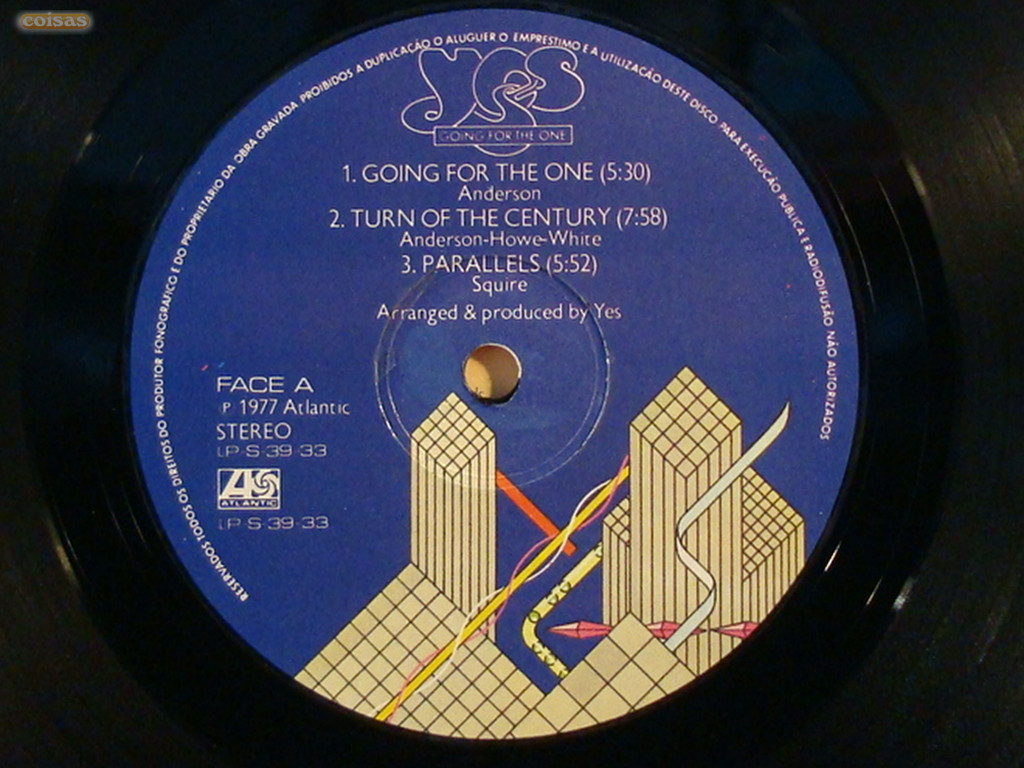 coisas
RESERVADOS TODOS OS DIREITOS DO PRODUTOR FONOGRAFICO E DO PROPRIETARIO DA OBRA GRAVADA PROIBIDOS A DUPLICAÇÃO O ALUGUER O EMPRESTIMO E A UTILIZAÇÃO DESTE DISCO PARA EXECUÇÃO PUBLICA E RADIODIFUSÃO NÃO AUTORIZADOS
Yes
GOING FOR THE ONE
1. GOING FOR THE ONE (5:30)
Anderson
2. TURN OF THE CENTURY (7:58)
Anderson-Howe-White
3. PARALLELS (5:52)
Squire
Arranged & produced by Yes
FACE A
℗ 1977 Atlantic
STEREO
LP-S-39-33
ATLANTIC
LP-S-39-33